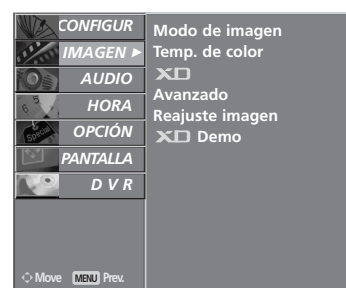 CONFIGUR
IMAGEN ►
AUDIO
HORA
OPCIÓN
PANTALLA
D V R
Modo de imagen
Temp. de color
XD
Avanzado
Reajuste imagen
XD Demo
Move MENU Prev.